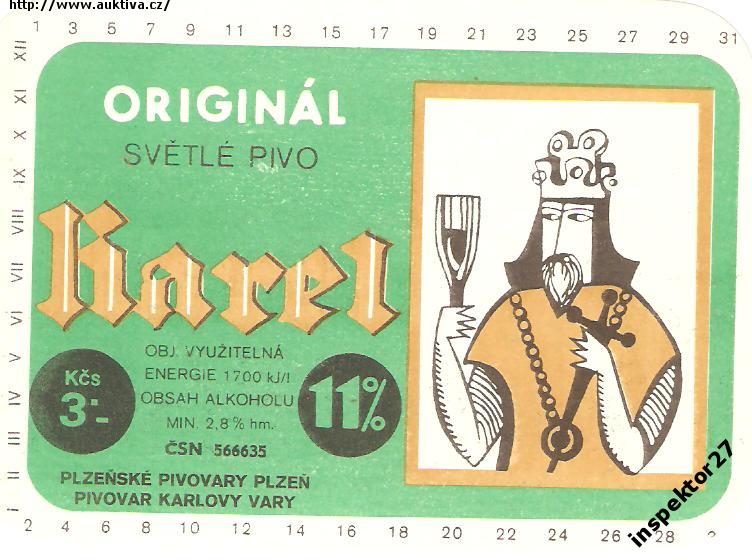 http://www.auktiva.cz/
1 3 5 7 9 11 13 15 17 19 21 23 25 27 29 31
XII
XI
X
IX
VIII
VII
VI
V
IV
III
II
I
ORIGINÁL
SVĚTLÉ PIVO
Karel
OBJ. VYUŽITELNÁ
ENERGIE 1700 kJ/l
OBSAH ALKOHOLU
MIN. 2,8% hm.
ČSN 566635
Kčs
3:-
11%
PLZEŇSKÉ PIVOVARY PLZEŇ
PIVOVAR KARLOVY VARY
2 4 6 8 10 12 14 16 18 20 22 24 26 28
inspektor27